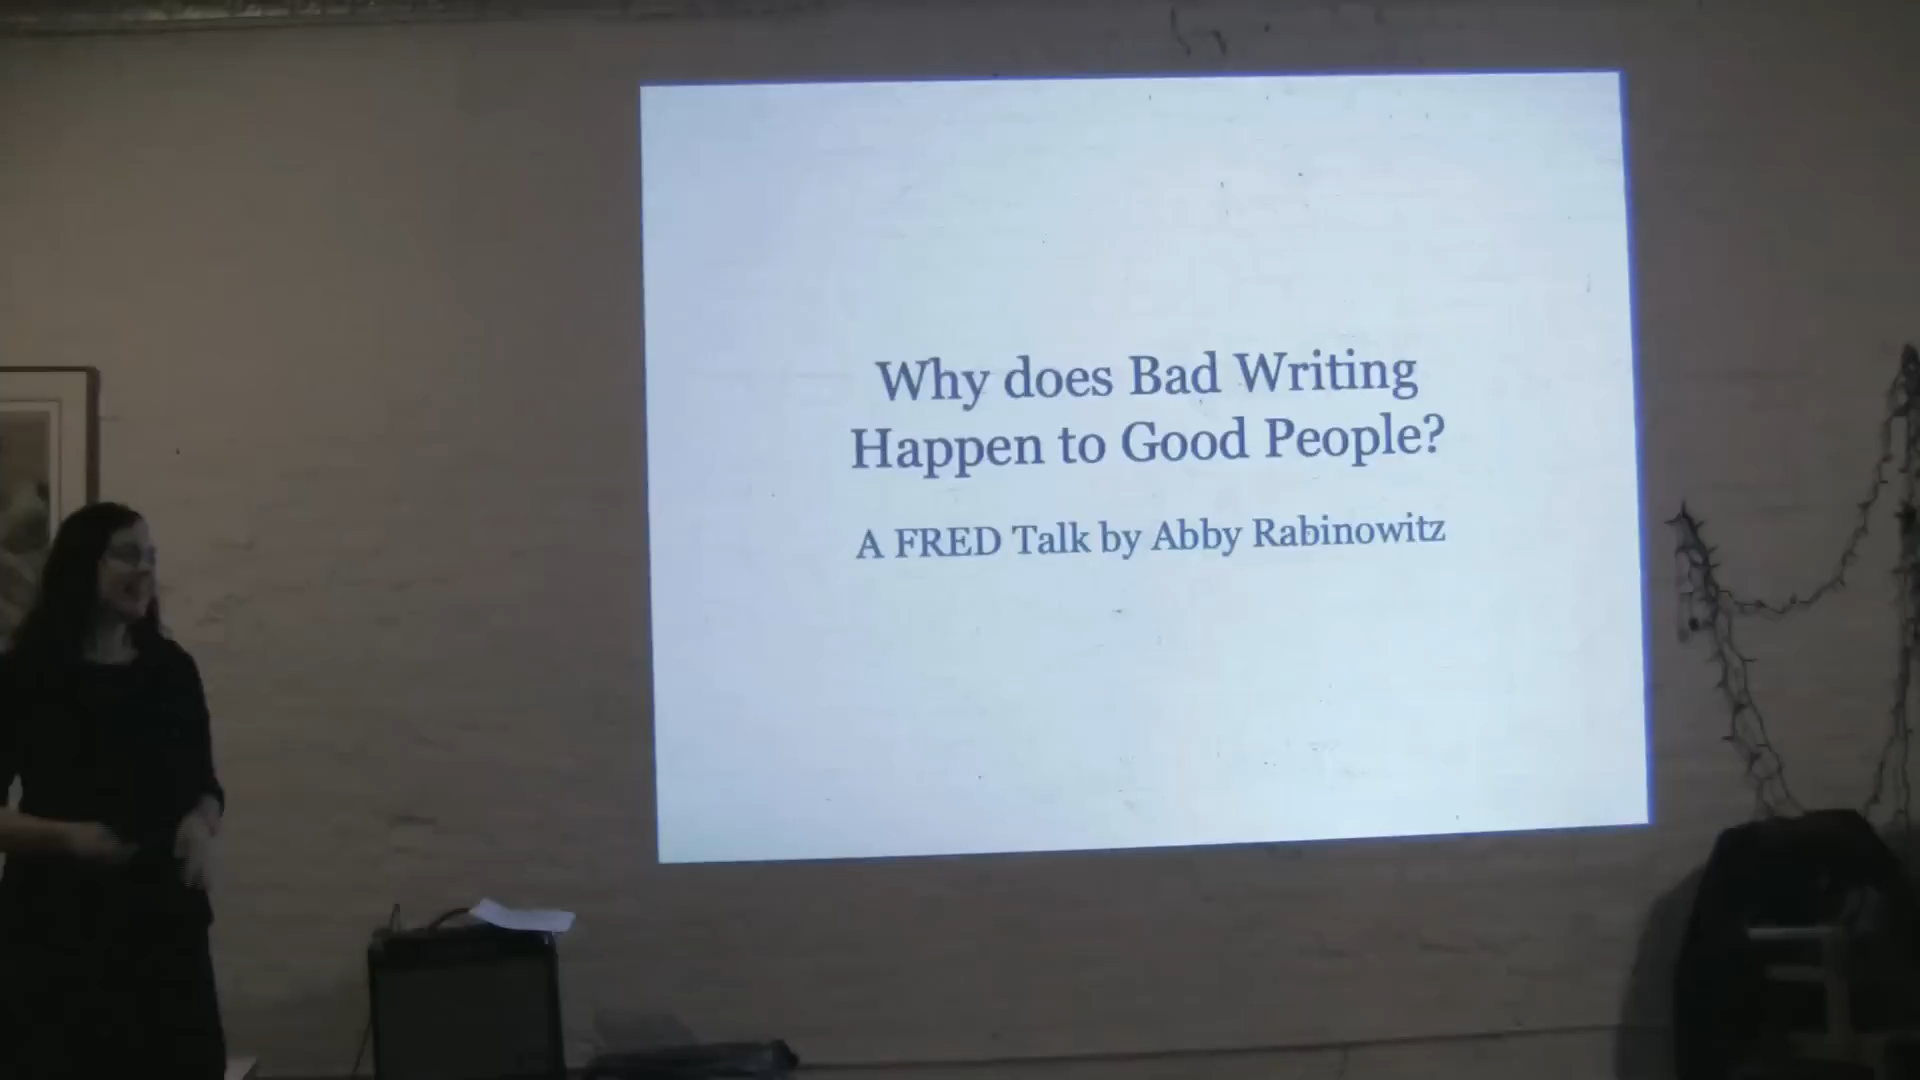 Why does Bad Writing
Happen to Good People?
A FRED Talk by Abby Rabinowitz